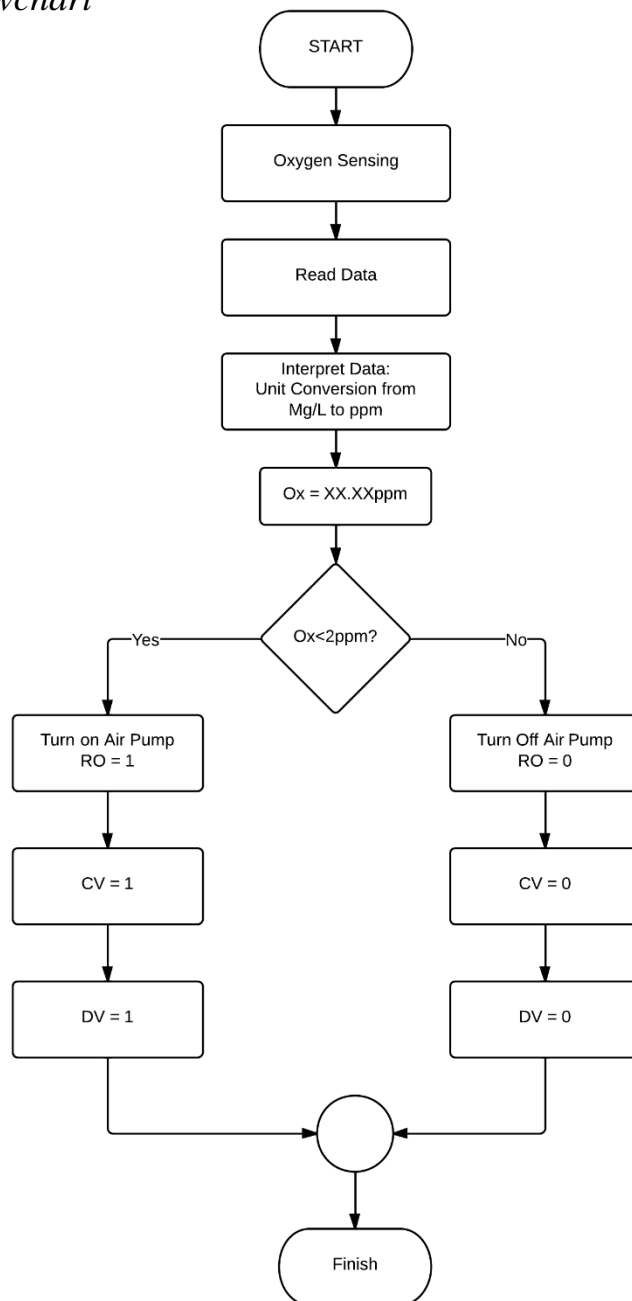 START
Oxygen Sensing
Read Data
Interpret Data:
Unit Conversion from
Mg/L to ppm
Ox = XX.XXppm
Ox<2ppm?
Yes
No
Turn on Air Pump
RO = 1
Turn Off Air Pump
RO = 0
CV = 1
CV = 0
DV = 1
DV = 0
Finish